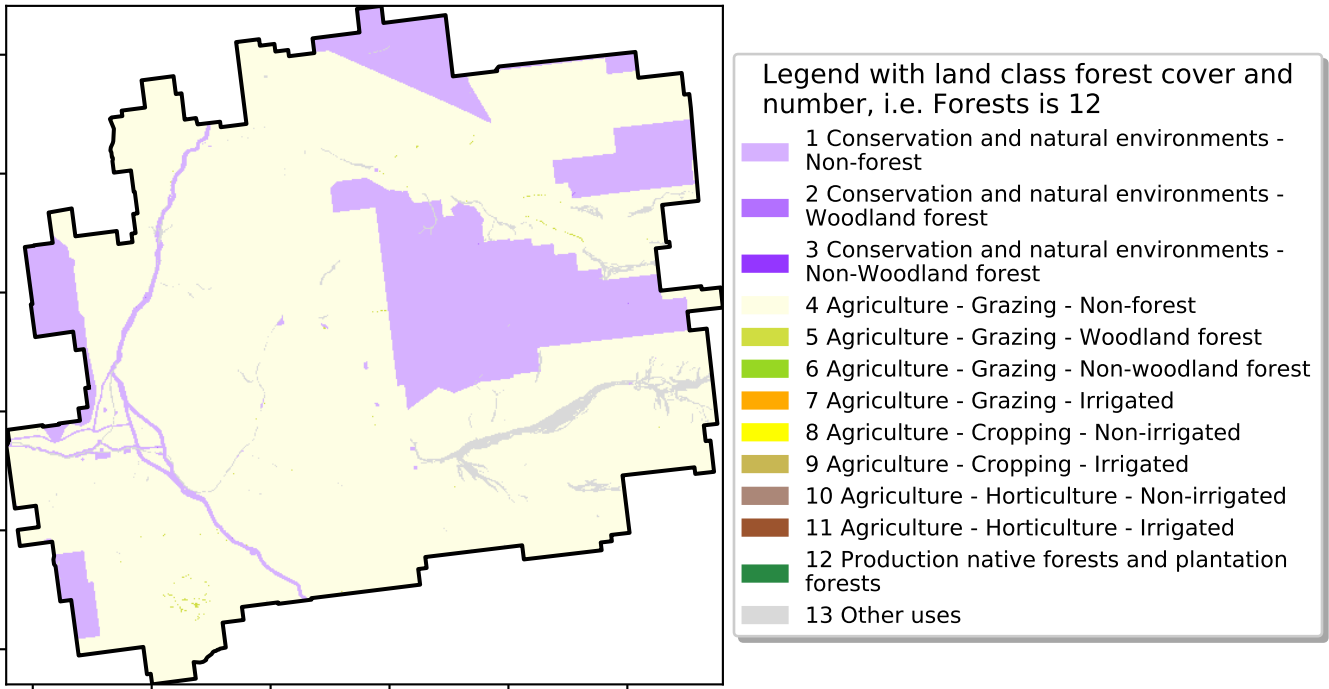 Legend with land class forest cover and
number, i.e. Forests is 12
1 Conservation and natural environments -
Non-forest
2 Conservation and natural environments -
Woodland forest
3 Conservation and natural environments -
Non-Woodland forest
4 Agriculture - Grazing - Non-forest
5 Agriculture - Grazing - Woodland forest
6 Agriculture - Grazing - Non-woodland forest
7 Agriculture - Grazing - Irrigated
8 Agriculture - Cropping - Non-irrigated
9 Agriculture - Cropping - Irrigated
10 Agriculture - Horticulture - Non-irrigated
11 Agriculture - Horticulture - Irrigated
12 Production native forests and plantation
forests
13 Other uses